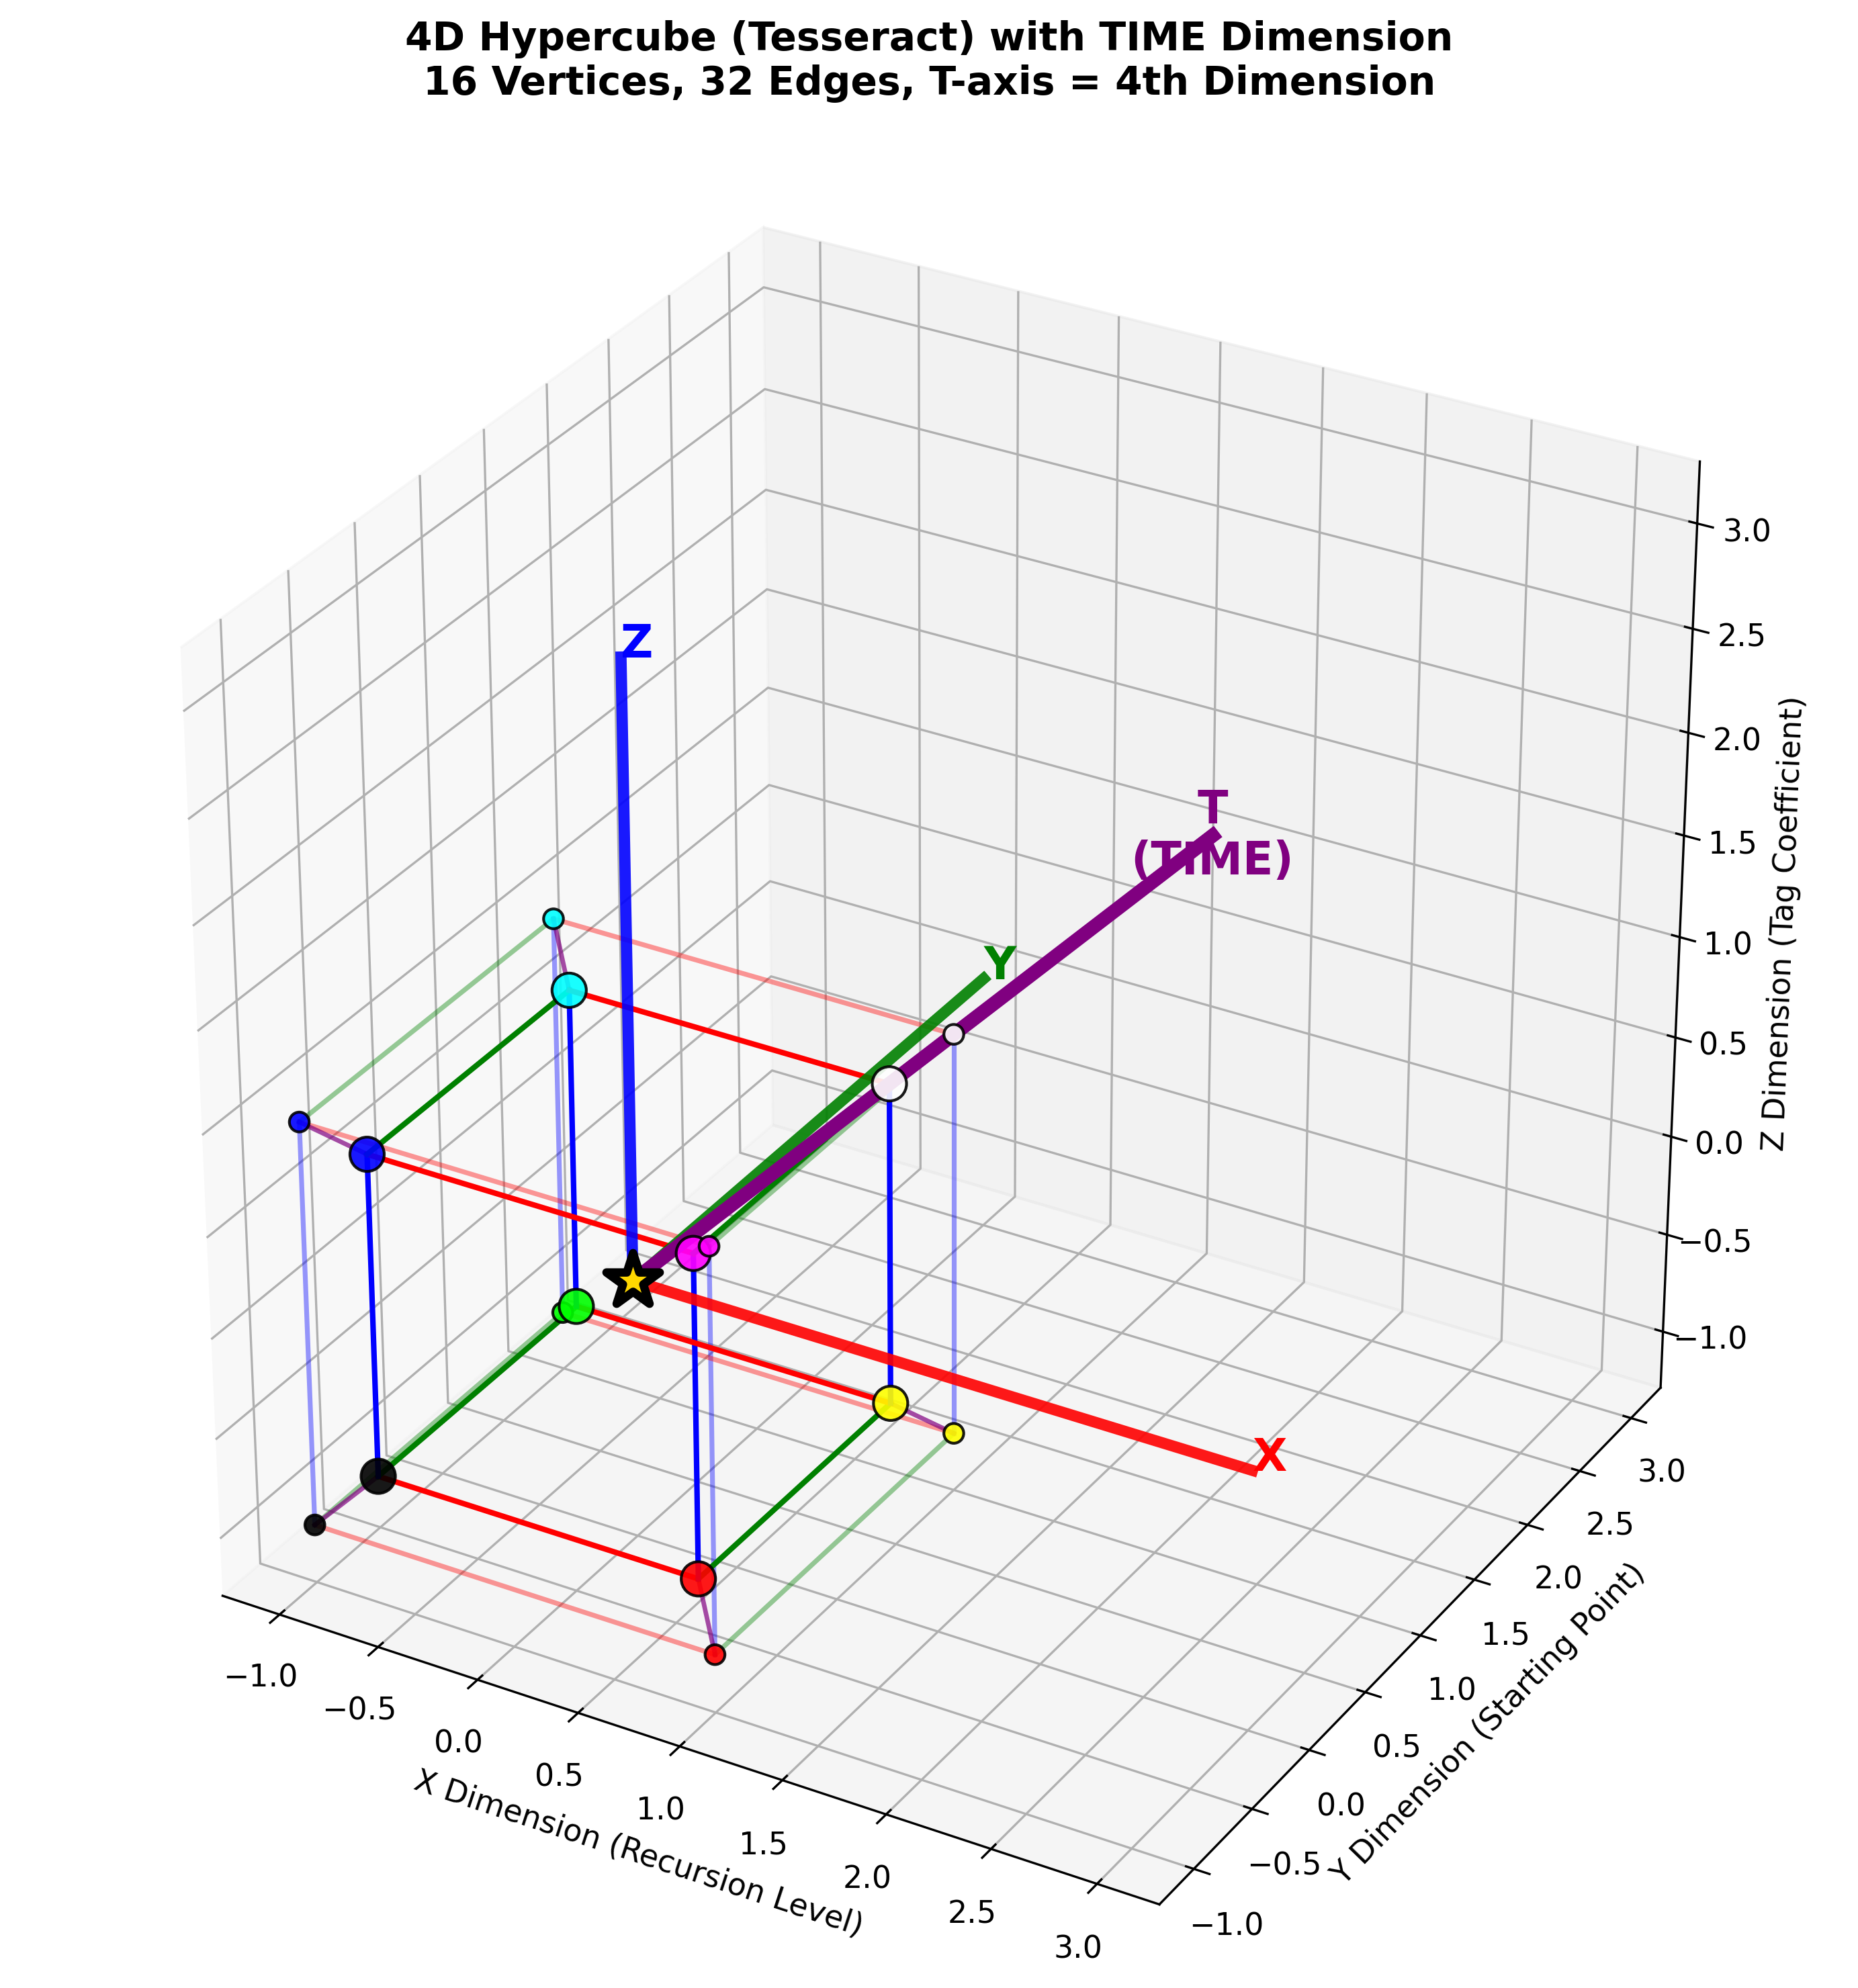 4D Hypercube (Tesseract) with TIME Dimension
16 Vertices, 32 Edges, T-axis = 4th Dimension
Z
T
(TIME)
Y
X
3.0
2.5
2.0
1.5
1.0
0.5
0.0
−0.5
−1.0
Z Dimension (Tag Coefficient)
−1.0
−0.5
0.0
0.5
1.0
1.5
2.0
2.5
3.0
X Dimension (Recursion Level)
3.0
2.5
2.0
1.5
1.0
0.5
0.0
−0.5
−1.0
Y Dimension (Starting Point)